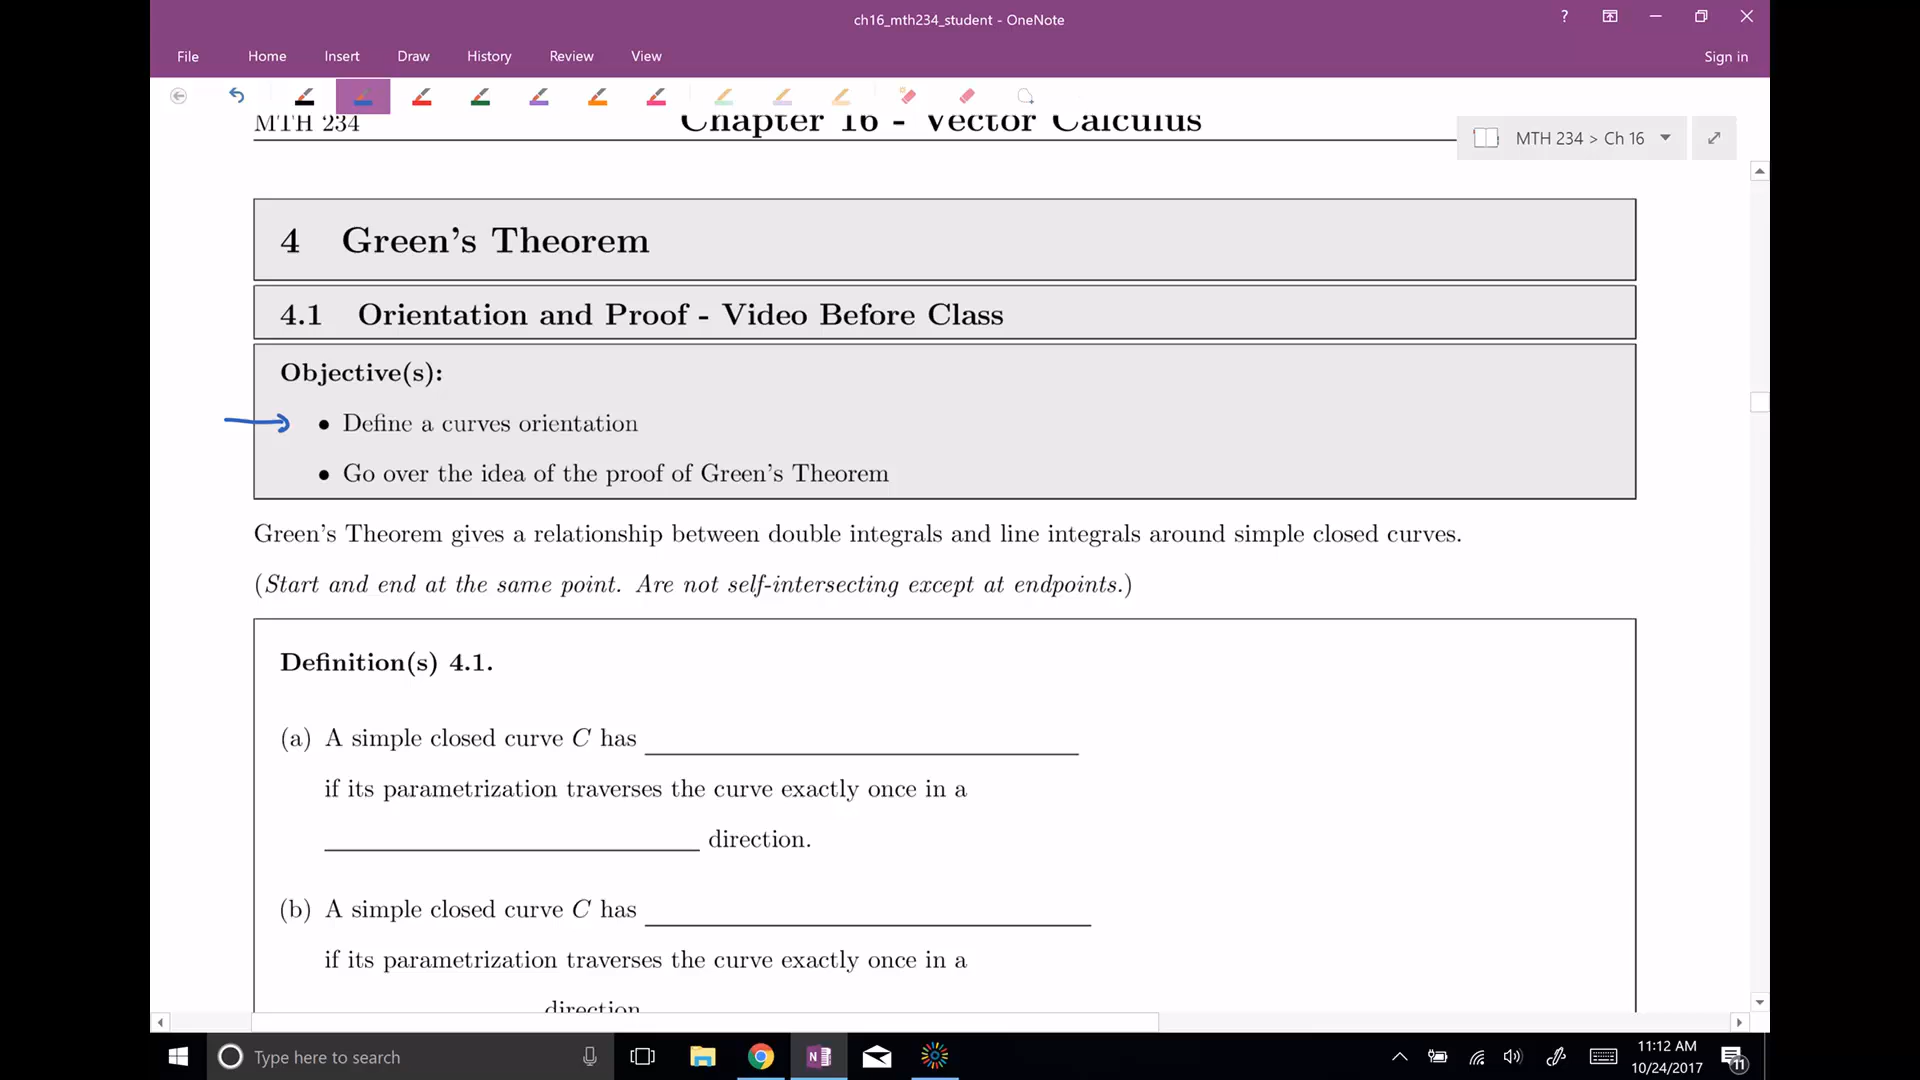 ch16_mth234_student - OneNote
File Home Insert Draw History Review View Sign in
MTH 234 Chapter 16 - Vector Calculus
MTH 234 > Ch 16
4 Green's Theorem
4.1 Orientation and Proof - Video Before Class
Objective(s):
• Define a curves orientation
• Go over the idea of the proof of Green's Theorem
Green's Theorem gives a relationship between double integrals and line integrals around simple closed curves.
(Start and end at the same point. Are not self-intersecting except at endpoints.)
Definition(s) 4.1.
(a) A simple closed curve C has
if its parametrization traverses the curve exactly once in a
direction.
(b) A simple closed curve C has
if its parametrization traverses the curve exactly once in a
direction
Type here to search
11:12 AM
10/24/2017
11